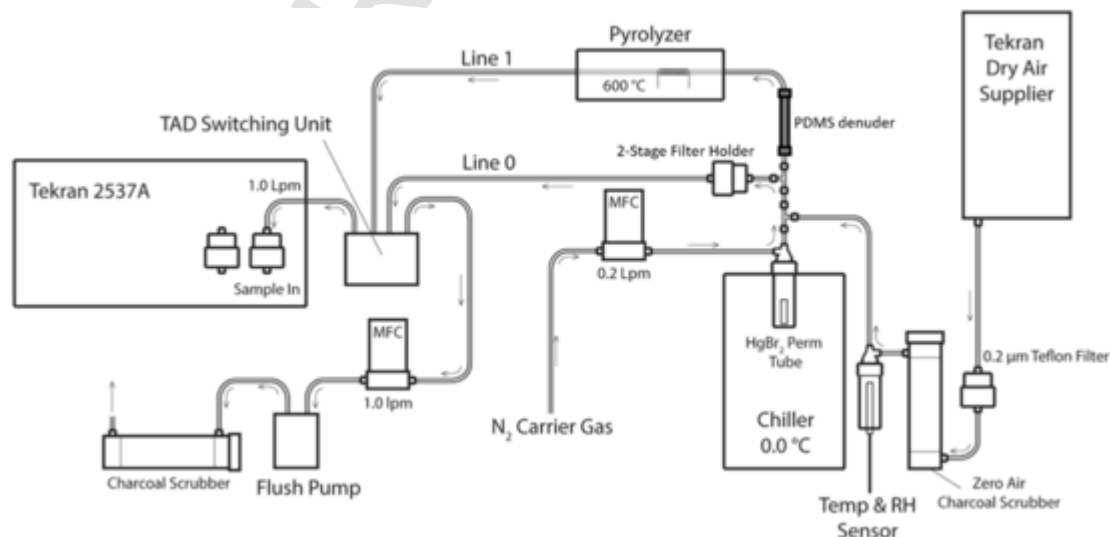 Pyrolyzer
Tekran
Dry Air
Supplier
Line 1
600 °C
PDMS denuder
TAD Switching Unit
2-Stage Filter Holder
Line 0
Tekran 2537A
1.0 Lpm
MFC
0.2 Lpm
Sample In
MFC
1.0 lpm
HgBr₂ Perm
Tube
0.2 µm Teflon Filter
Chiller
0.0 °C
N₂ Carrier Gas
Charcoal Scrubber
Flush Pump
Zero Air
Charcoal Scrubber
Temp & RH
Sensor